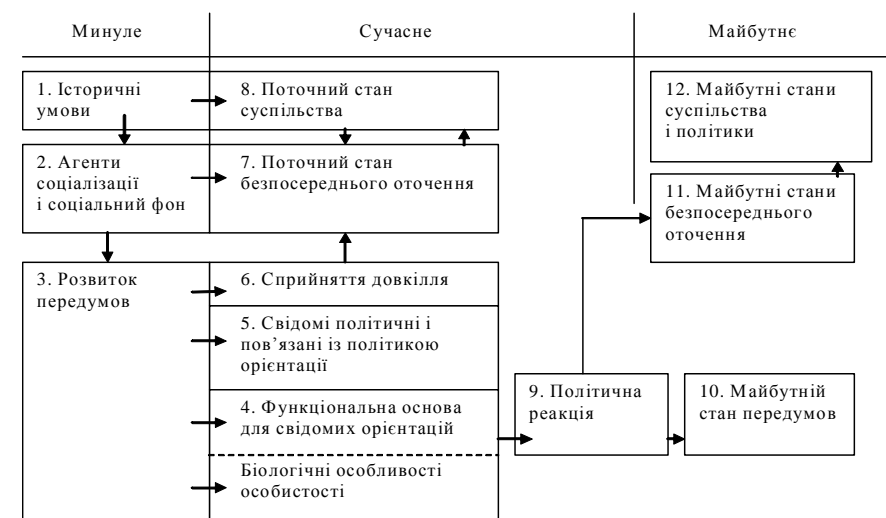 Минуле
Сучасне
Майбутнє
1. Історичні
умови
8. Поточний стан
суспільства
12. Майбутні стани
суспільства
і політики
2. Агенти
соціалізації
і соціальний фон
7. Поточний стан
безпосереднього оточення
11. Майбутні стани
безпосереднього
оточення
3. Розвиток
передумов
6. Сприйняття довкілля
5. Свідомі політичні і
пов’язані із політикою
орієнтації
4. Функціональна основа
для свідомих орієнтацій
9. Політична
реакція
10. Майбутній
стан передумов
Біологічні особливості
особистості